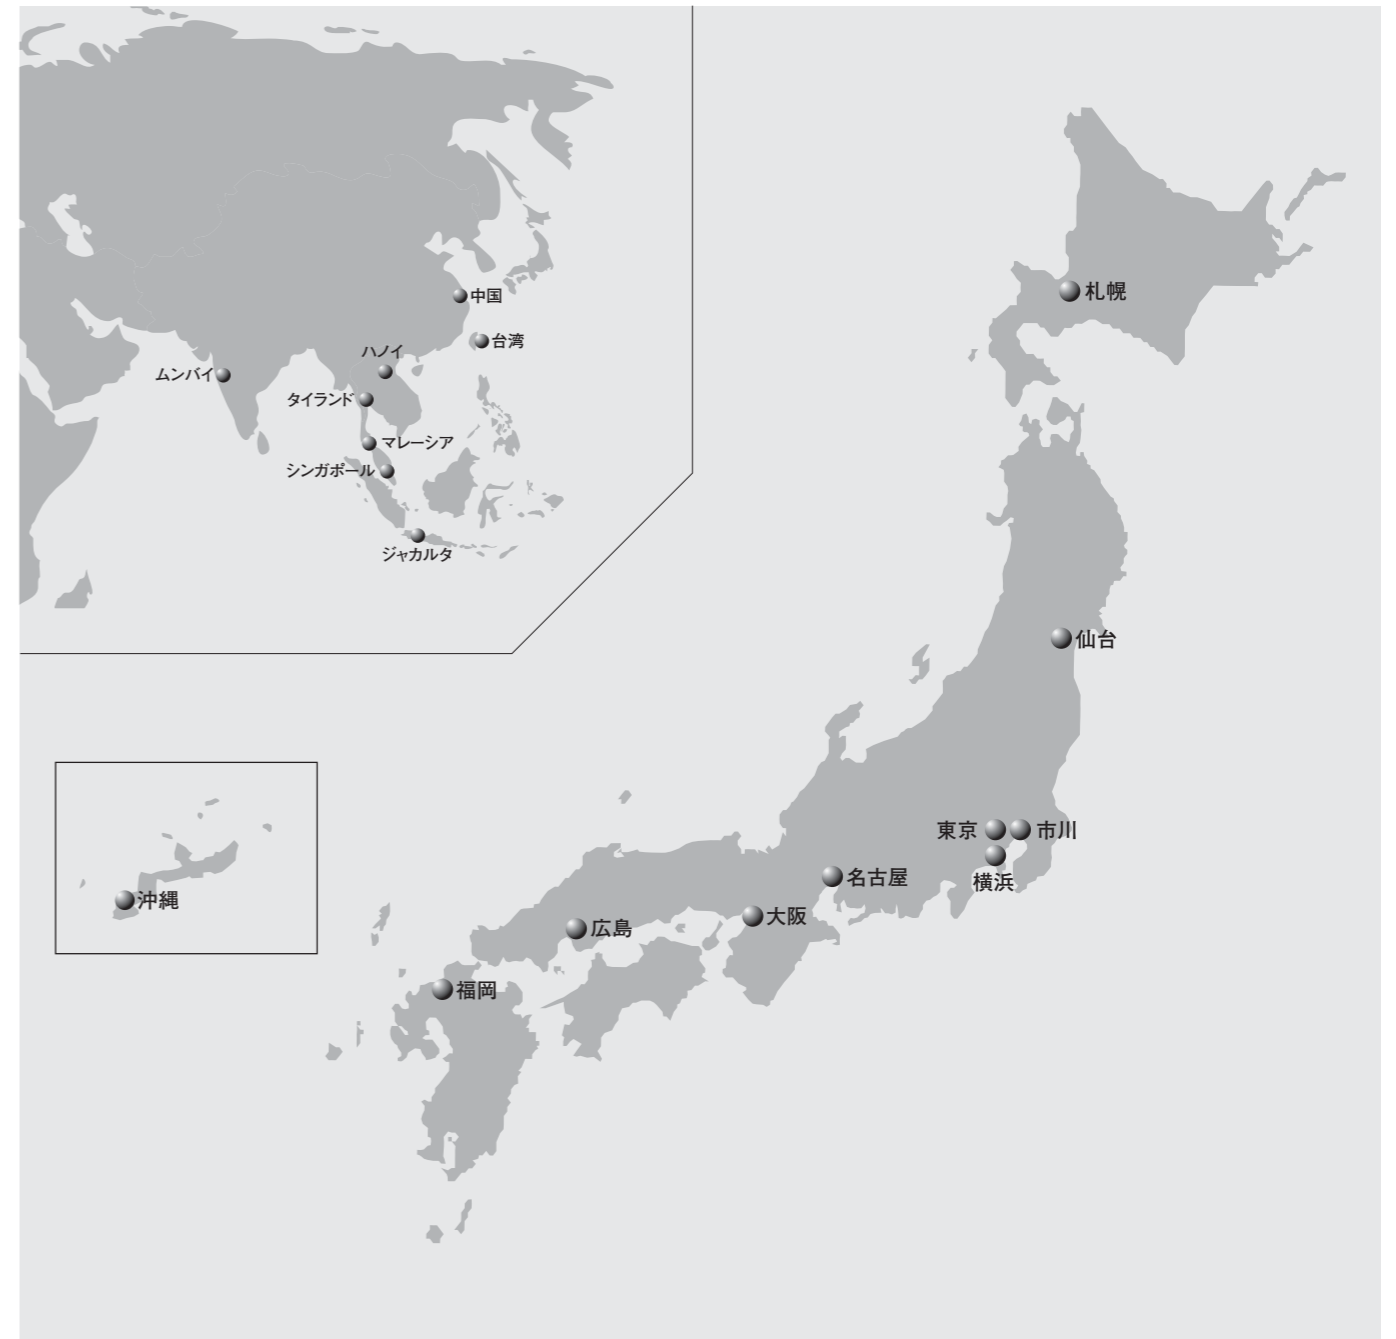 中国
台湾
ハノイ
ムンバイ
タイランド
マレーシア
シンガポール
ジャカルタ
札幌
仙台
東京
市川
横浜
名古屋
大阪
広島
福岡
沖縄